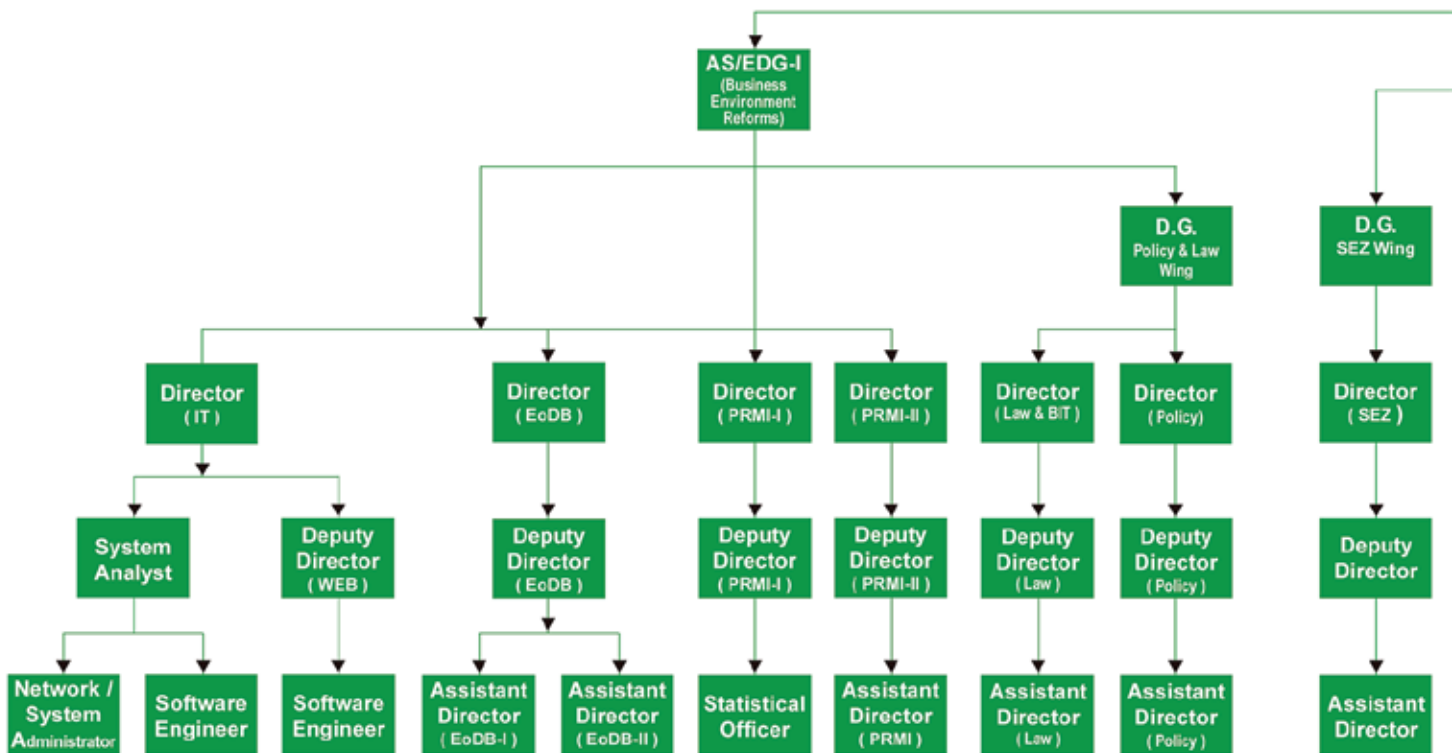 AS/EDG-I
(Business
Environment
Reforms)
D.G.
Policy & Law
Wing
D.G.
SEZ Wing
Director
( IT )
Director
( EoDB )
Director
( PRMI-I )
Director
( PRMI-II )
Director
( Law & BIT )
Director
( Policy)
Director
( SEZ )
System
Analyst
Deputy
Director
( WEB )
Deputy
Director
( EoDB )
Deputy
Director
( PRMI-I )
Deputy
Director
( PRMI-II )
Deputy
Director
( Law )
Deputy
Director
( Policy )
Deputy
Director
Network /
System
Administrator
Software
Engineer
Software
Engineer
Assistant
Director
( EoDB-I )
Assistant
Director
( EoDB-II )
Statistical
Officer
Assistant
Director
( PRMI )
Assistant
Director
( Law )
Assistant
Director
( Policy )
Assistant
Director